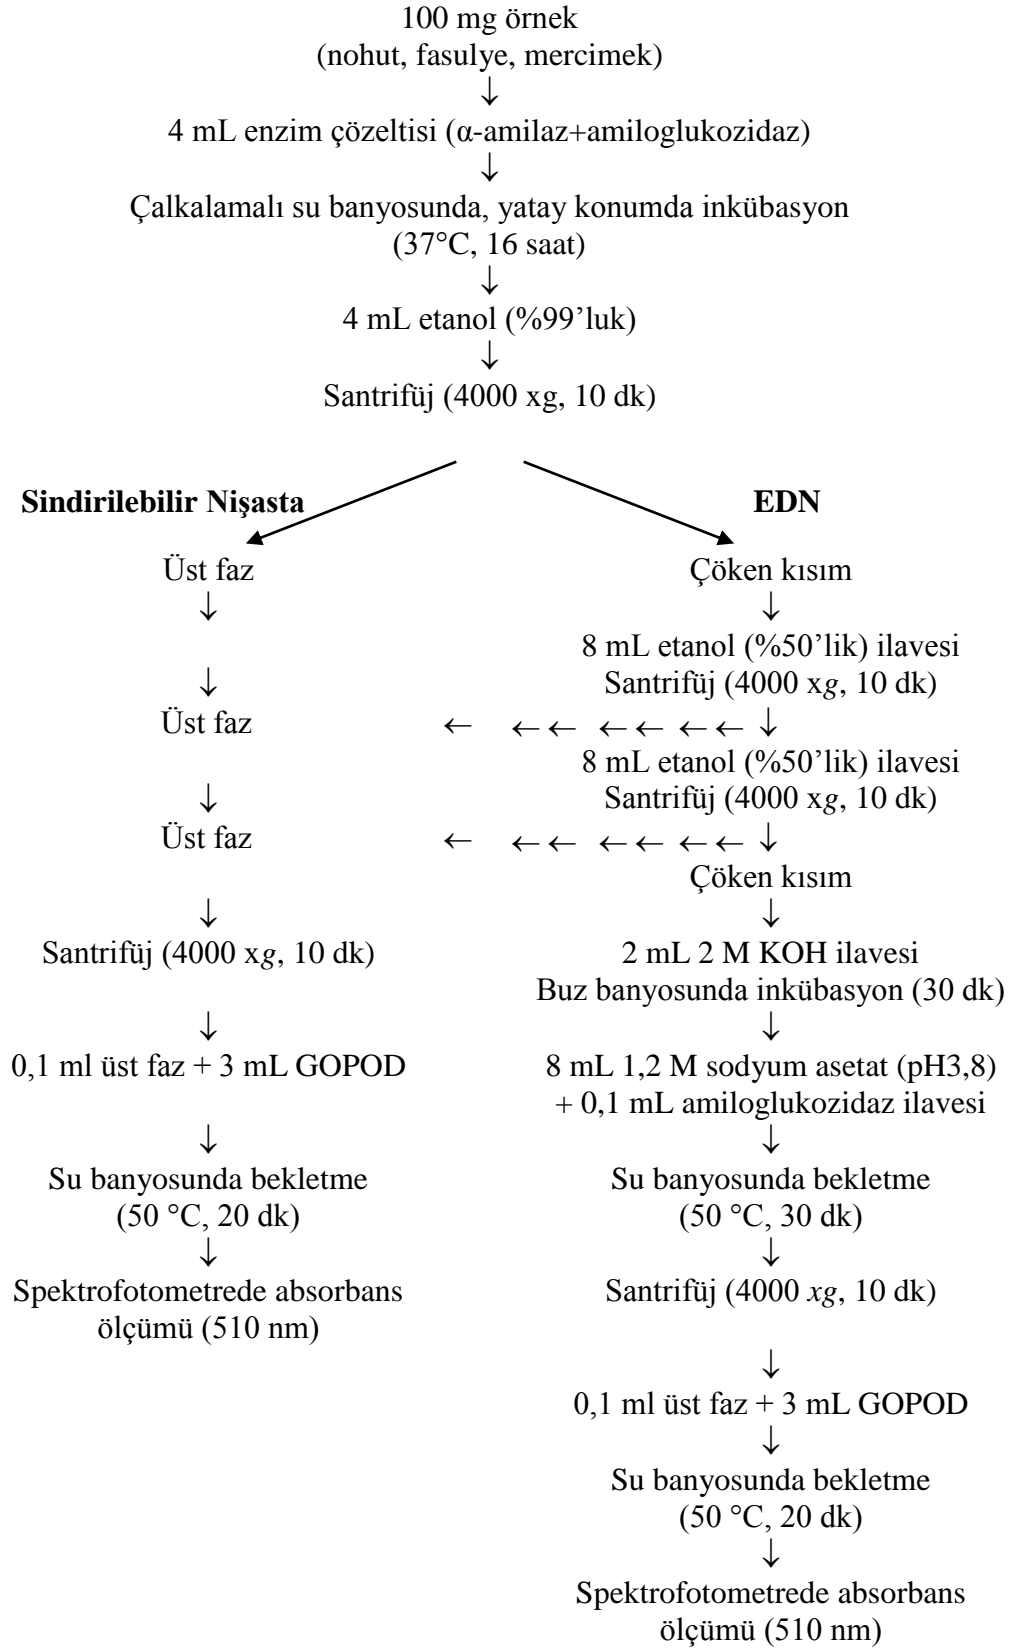 100 mg örnek
(nohut, fasulye, mercimek)
↓
4 mL enzim çözeltisi (α-amilaz+amiloglukozidaz)
↓
Çalkalamalı su banyosunda, yatay konumda inkübasyon
(37°C, 16 saat)
↓
4 mL etanol (%99’luk)
↓
Santrifüj (4000 xg, 10 dk)
Sindirilebilir Nişasta
Üst faz
↓
↓
Üst faz
↓
Üst faz
↓
Santrifüj (4000 xg, 10 dk)
↓
0,1 ml üst faz + 3 mL GOPOD
↓
Su banyosunda bekletme
(50 °C, 20 dk)
↓
Spektrofotometrede absorbans
ölçümü (510 nm)
EDN
Çöken kısım
↓
8 mL etanol (%50’lik) ilavesi
Santrifüj (4000 xg, 10 dk)
← ← ← ← ← ← ← ↓
8 mL etanol (%50’lik) ilavesi
Santrifüj (4000 xg, 10 dk)
← ← ← ← ← ← ← ↓
Çöken kısım
↓
2 mL 2 M KOH ilavesi
Buz banyosunda inkübasyon (30 dk)
↓
8 mL 1,2 M sodyum asetat (pH3,8)
+ 0,1 mL amiloglukozidaz ilavesi
↓
Su banyosunda bekletme
(50 °C, 30 dk)
↓
Santrifüj (4000 xg, 10 dk)
↓
0,1 ml üst faz + 3 mL GOPOD
↓
Su banyosunda bekletme
(50 °C, 20 dk)
↓
Spektrofotometrede absorbans
ölçümü (510 nm)